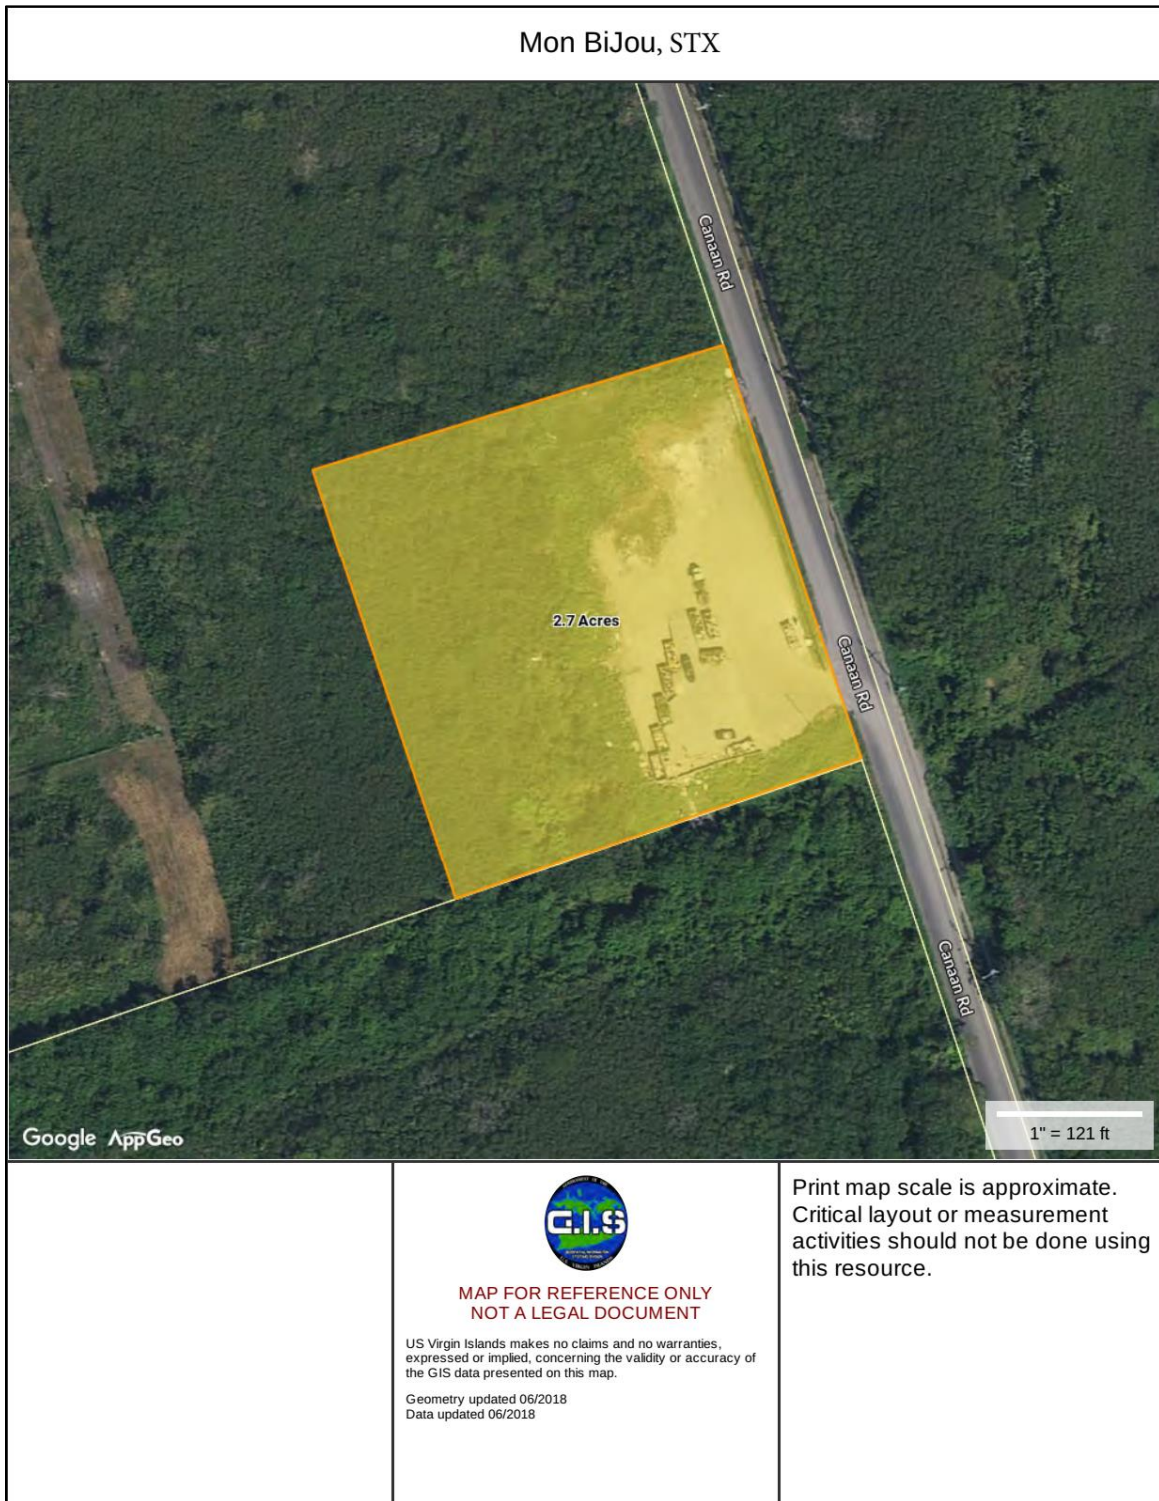 Mon BiJou, STX
Canaan Rd
2.7 Acres
Canaan Rd
Canaan Rd
Google AppGeo
1" = 121 ft
G.I.S
MAP FOR REFERENCE ONLY
NOT A LEGAL DOCUMENT
US Virgin Islands makes no claims and no warranties,
expressed or implied, concerning the validity or accuracy of
the GIS data presented on this map.
Geometry updated 06/2018
Data updated 06/2018
Print map scale is approximate.
Critical layout or measurement
activities should not be done using
this resource.